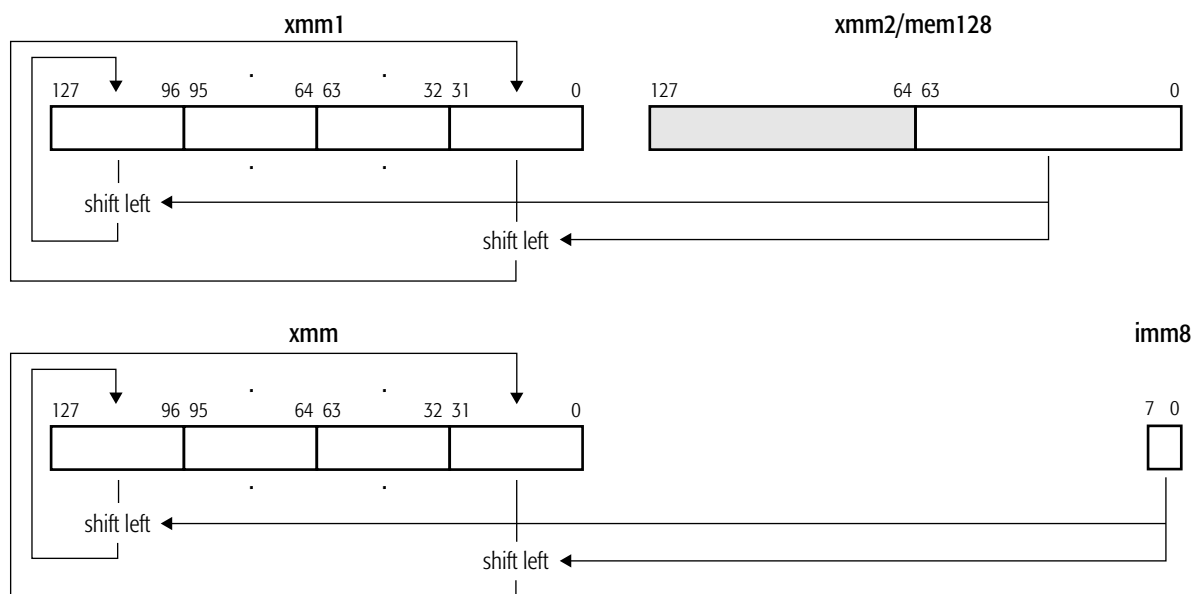 xmm1 xmm2/mem128
. .
127 96 95 64 63 32 31 0 127 64 63 0
. .
shift left
shift left
xmm imm8
. .
127 96 95 64 63 32 31 0 7 0
. .
shift left
shift left